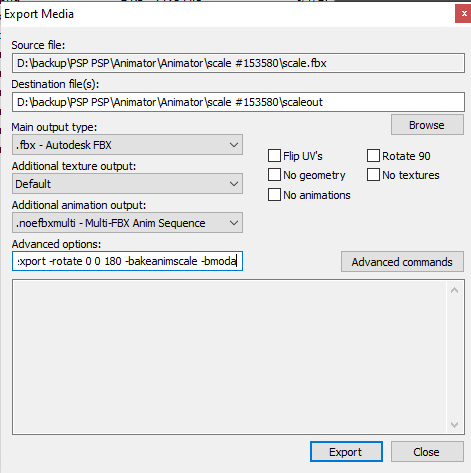 Export Media
Source file:
D:\backup\PSP PSP\Animator\Animator\scale #153580\scale.fbx
Destination file(s):
D:\backup\PSP PSP\Animator\Animator\scale #153580\scaleout
Browse
Main output type:
.fbx - Autodesk FBX
Flip UV's
Rotate 90
Additional texture output:
No geometry
No textures
Default
No animations
Additional animation output:
.noefbxmulti - Multi-FBX Anim Sequence
Advanced options:
export -rotate 0 0 180 -bakeanimscale -bmoda
Advanced commands
Export
Close